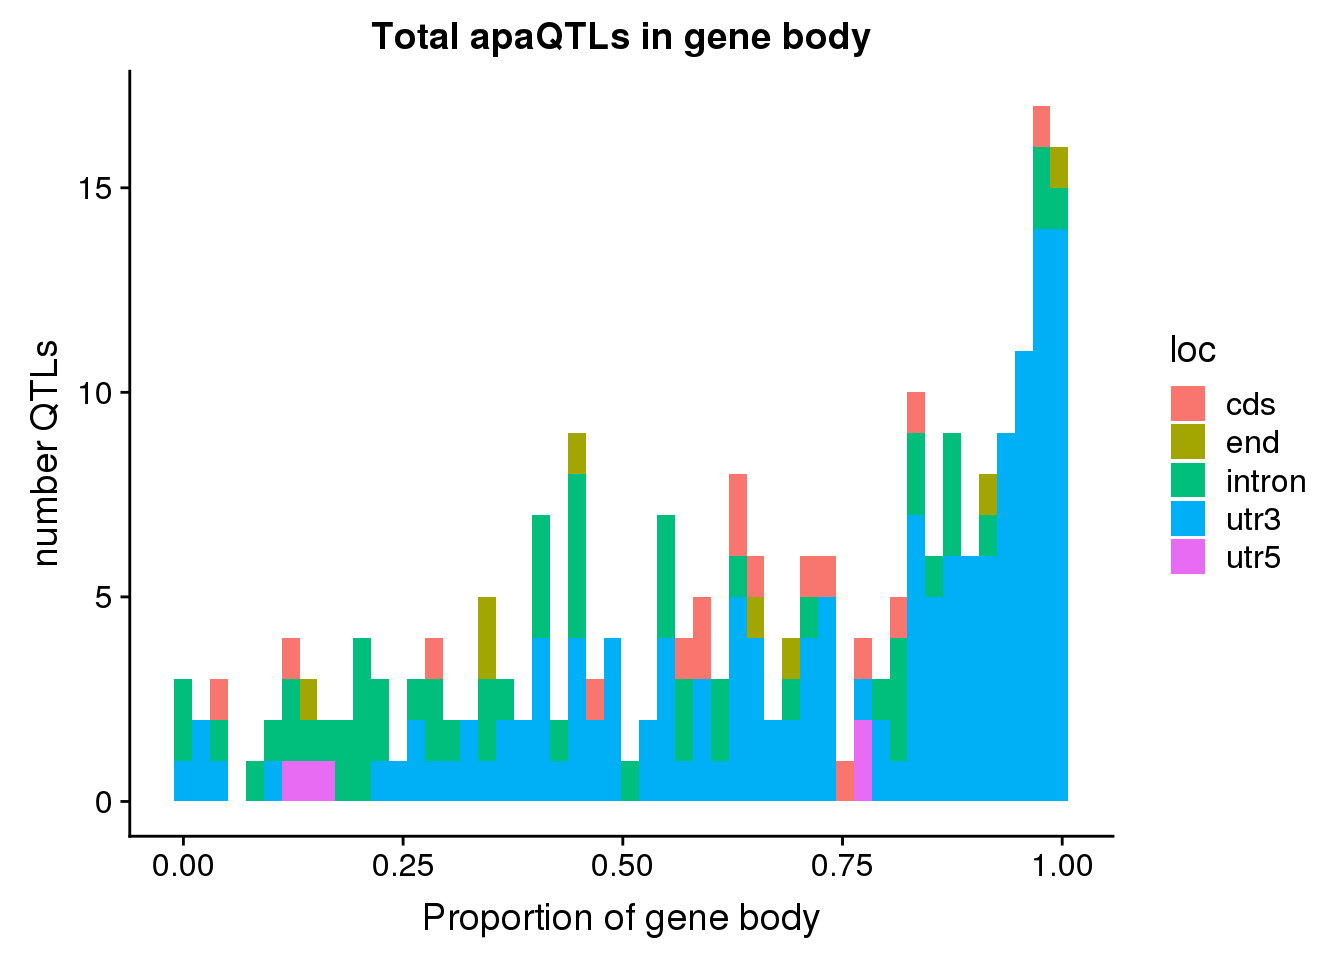 Total apaQTLs in gene body
number QTLs
15
10
5
0
0.00 0.25 0.50 0.75 1.00
Proportion of gene body
loc
cds
end
intron
utr3
utr5